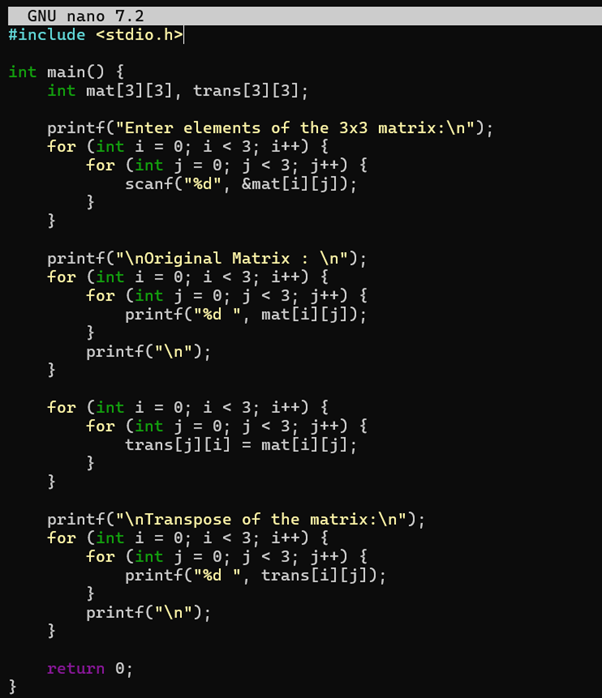 GNU nano 7.2
#include <stdio.h>

int main() {
    int mat[3][3], trans[3][3];

    printf("Enter elements of the 3x3 matrix:\n");
    for (int i = 0; i < 3; i++) {
        for (int j = 0; j < 3; j++) {
            scanf("%d", &mat[i][j]);
        }
    }

    printf("\nOriginal Matrix : \n");
    for (int i = 0; i < 3; i++) {
        for (int j = 0; j < 3; j++) {
            printf("%d ", mat[i][j]);
        }
        printf("\n");
    }

    for (int i = 0; i < 3; i++) {
        for (int j = 0; j < 3; j++) {
            trans[j][i] = mat[i][j];
        }
    }

    printf("\nTranspose of the matrix:\n");
    for (int i = 0; i < 3; i++) {
        for (int j = 0; j < 3; j++) {
            printf("%d ", trans[i][j]);
        }
        printf("\n");
    }

    return 0;
}